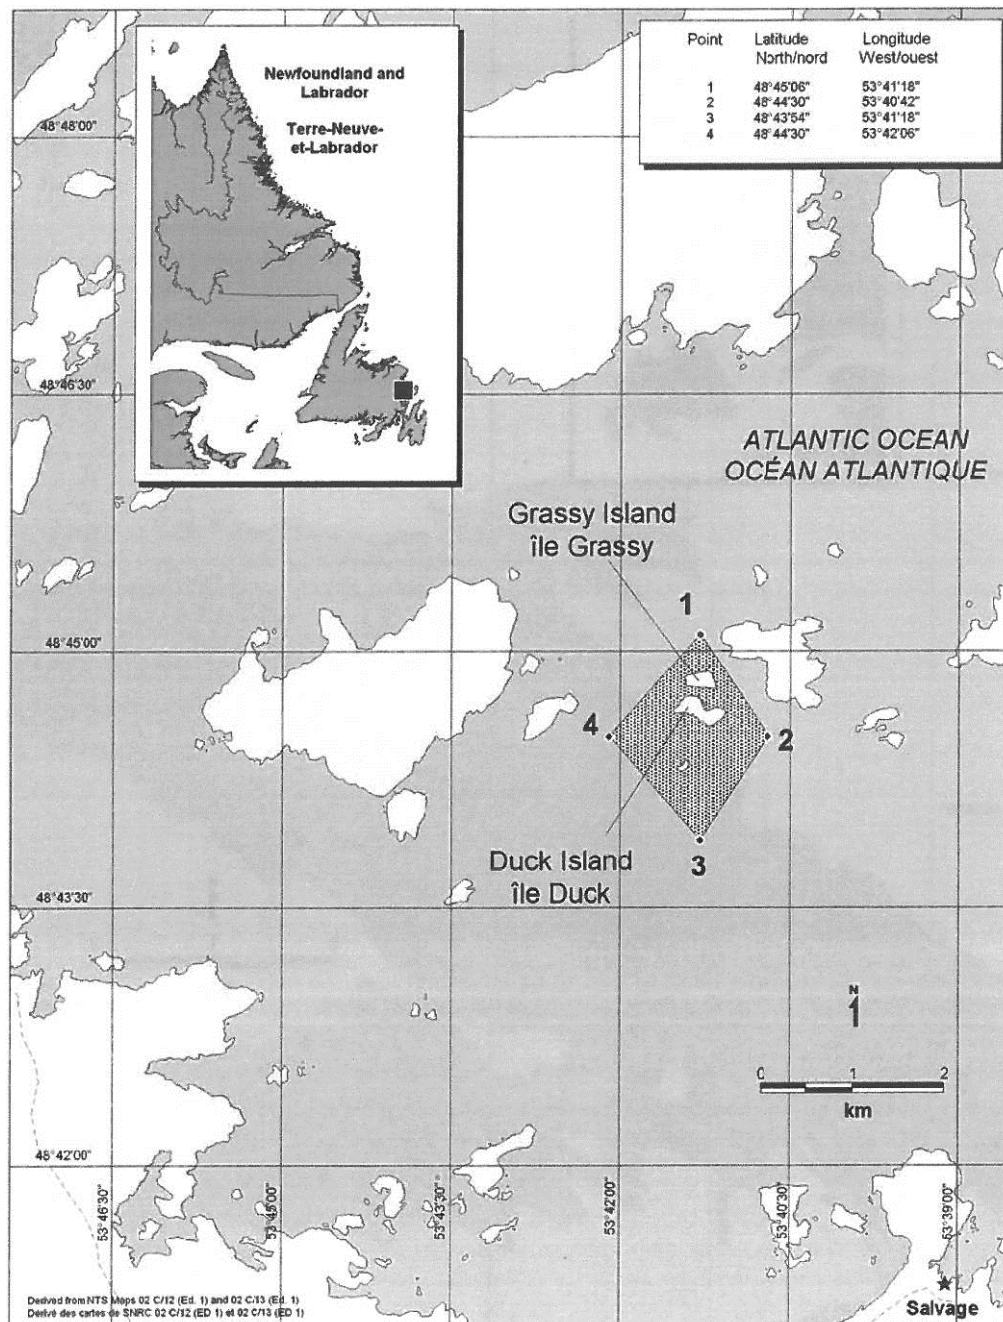 Newfoundland and
Labrador
Terre-Neuve-
et-Labrador
Point Latitude Longitude
North/nord West/ouest
1 48°45'06" 53°41'18"
2 48°44'30" 53°40'42"
3 48°43'54" 53°41'18"
4 48°44'30" 53°42'06"
48°48'00"
48°46'30"
ATLANTIC OCEAN
OCÉAN ATLANTIQUE
Grassy Island
île Grassy
1
48°45'00"
4
2
3
Duck Island
île Duck
48°43'30"
N
0 1 2
km
48°42'00"
53°46'30"
53°45'00"
53°43'30"
53°42'00"
53°40'30"
53°39'00"
Salvage
Derived from NTS Maps 02 C/12 (Ed. 1) and 02 C/13 (Ed. 1)
Dérivé des cartes de SNRC 02 C/12 (ED 1) et 02 C/13 (ED 1)